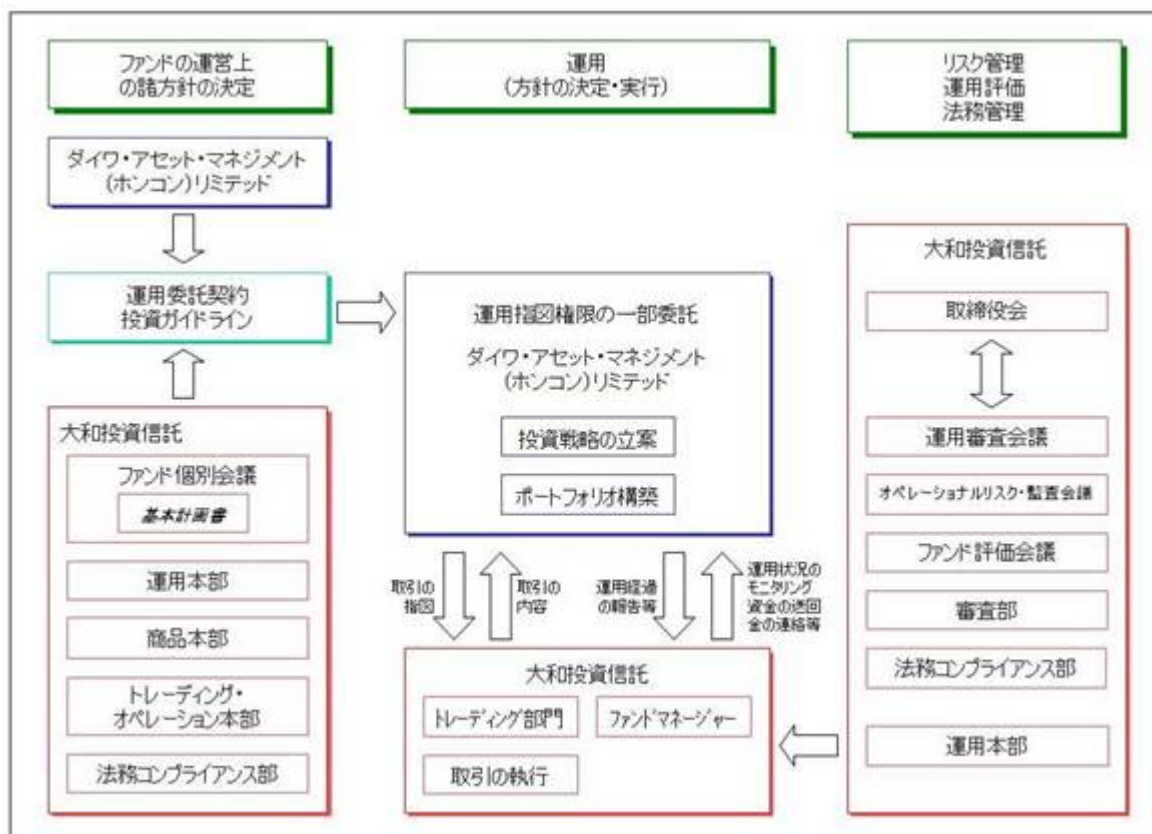 ファンドの運営上
の諸方針の決定
運用
(方針の決定・実行)
リスク管理
運用評価
法務管理
ダイワ・アセット・マネジメント
(ホンコン)リミテッド
運用委託契約
投資ガイドライン
大和投資信託
ファンド個別会議
基本計画書
運用本部
商品本部
トレーディング・
オペレーション本部
法務コンプライアンス部
運用指図権限の一部委託
ダイワ・アセット・マネジメント
(ホンコン)リミテッド
投資戦略の立案
ポートフォリオ構築
取引の
指図
取引の
内容
運用経過
の報告等
運用状況の
モニタリング
資金の送回
金の連絡等
大和投資信託
トレーディング部門
ファンドマネージャー
取引の執行
大和投資信託
取締役会
運用審査会議
オペレーショナルリスク・監査会議
ファンド評価会議
審査部
法務コンプライアンス部
運用本部